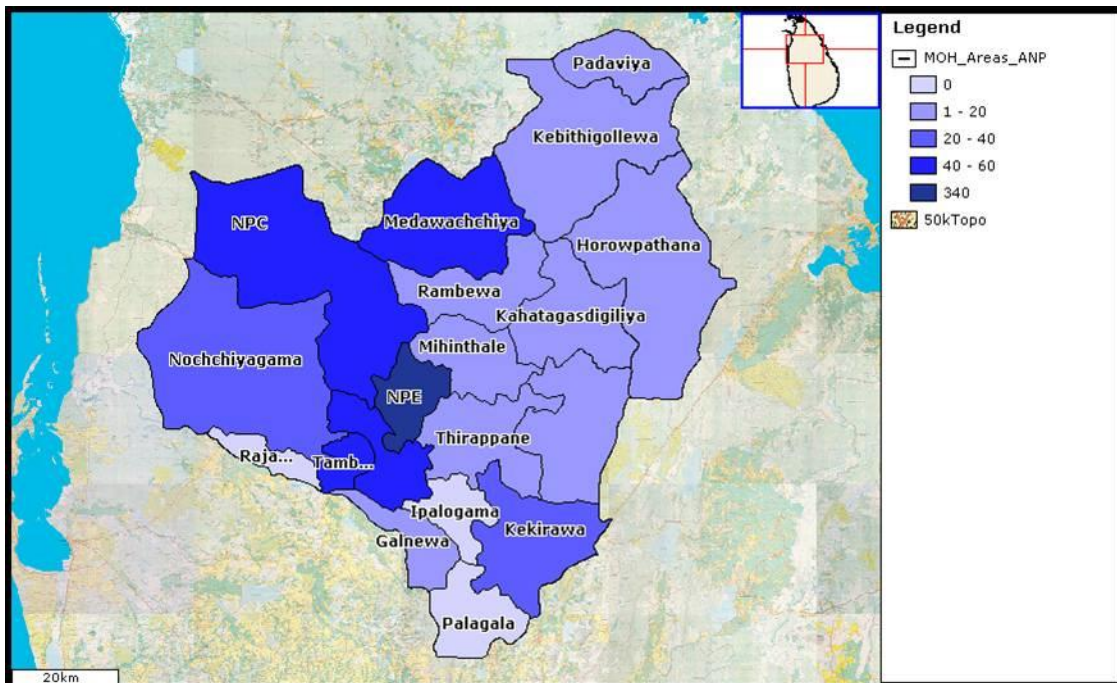 Padaviya
Kebithigollewa
Medawachchiya
NPC
Horowpathana
Rambewa
Kahatagasdigiliya
Mihinthale
Nochchiyagama
NPE
Thirappane
Raja...
Tamb...
Ipalogama
Kekirawa
Galnewa
Palagala
20km
Legend
MOH_Areas_ANP
0
1 - 20
20 - 40
40 - 60
340
50kTopo